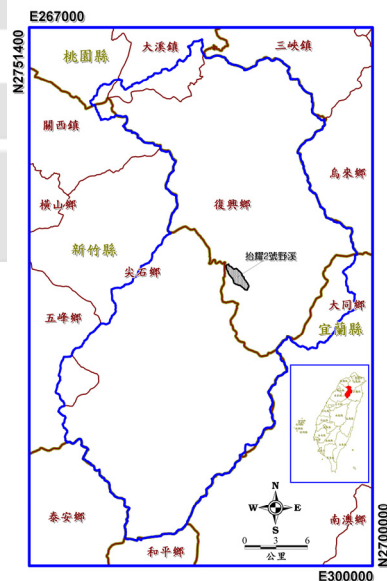 E267000
N2751400
桃園縣
大溪鎮
三峽鎮
關西鎮
烏來鄉
橫山鄉
復興鄉
新竹縣
抬耀2號野溪
尖石鄉
大同鄉
五峰鄉
宜蘭縣
N
W
E
S
泰安鄉
南澳鄉
0 3 6
公里
和平鄉
N2700000
E300000